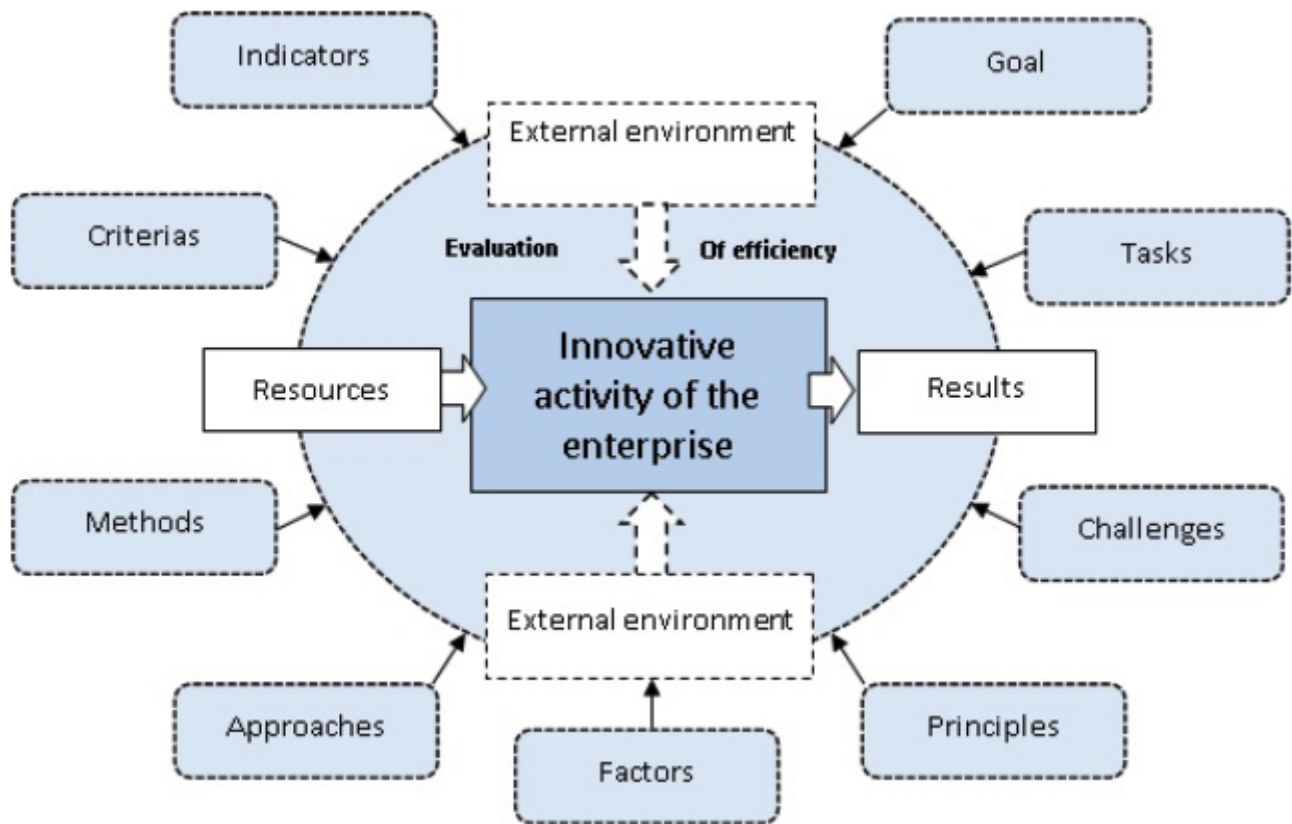 Indicators
Goal
External environment
Criterias
Evaluation
Of efficiency
Tasks
Innovative
activity of the
enterprise
Resources
Results
Methods
Challenges
External environment
Approaches
Factors
Principles